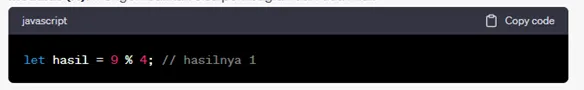 javascript
Copy code
let hasil = 9 % 4; // hasilnya 1